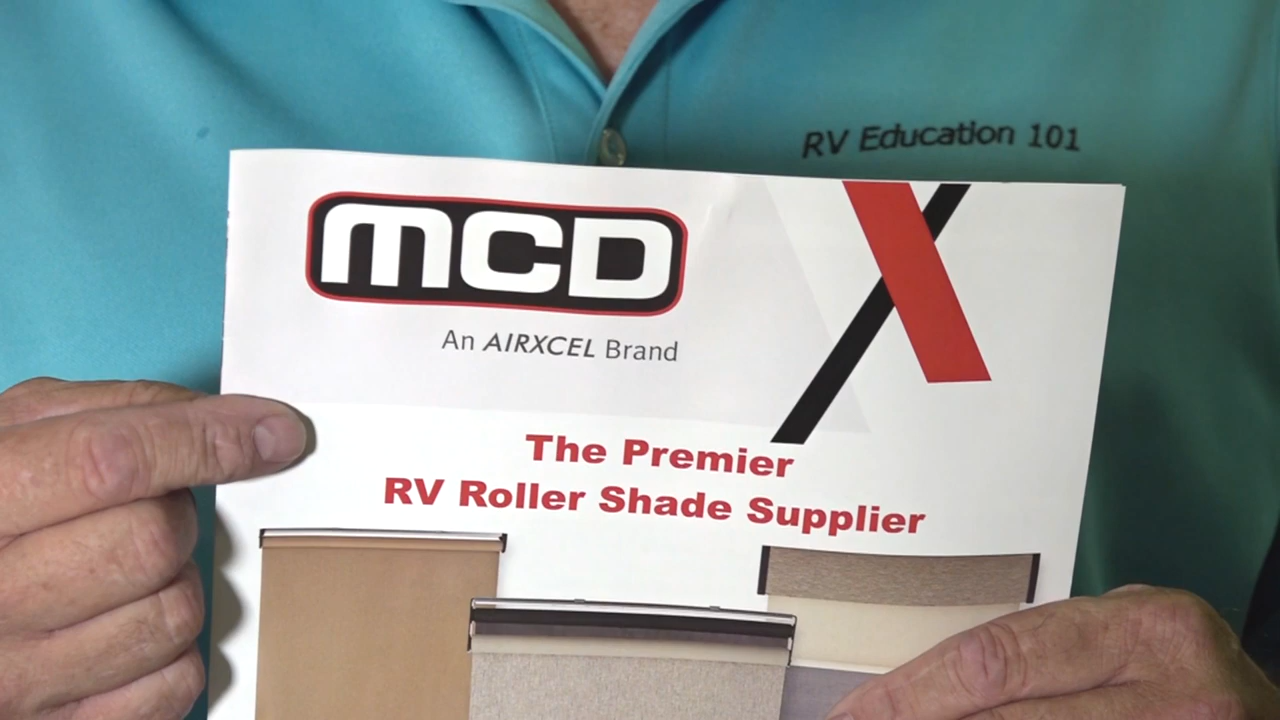 RV Education 101
MCD
An AIRXCEL Brand
The Premier
RV Roller Shade Supplier